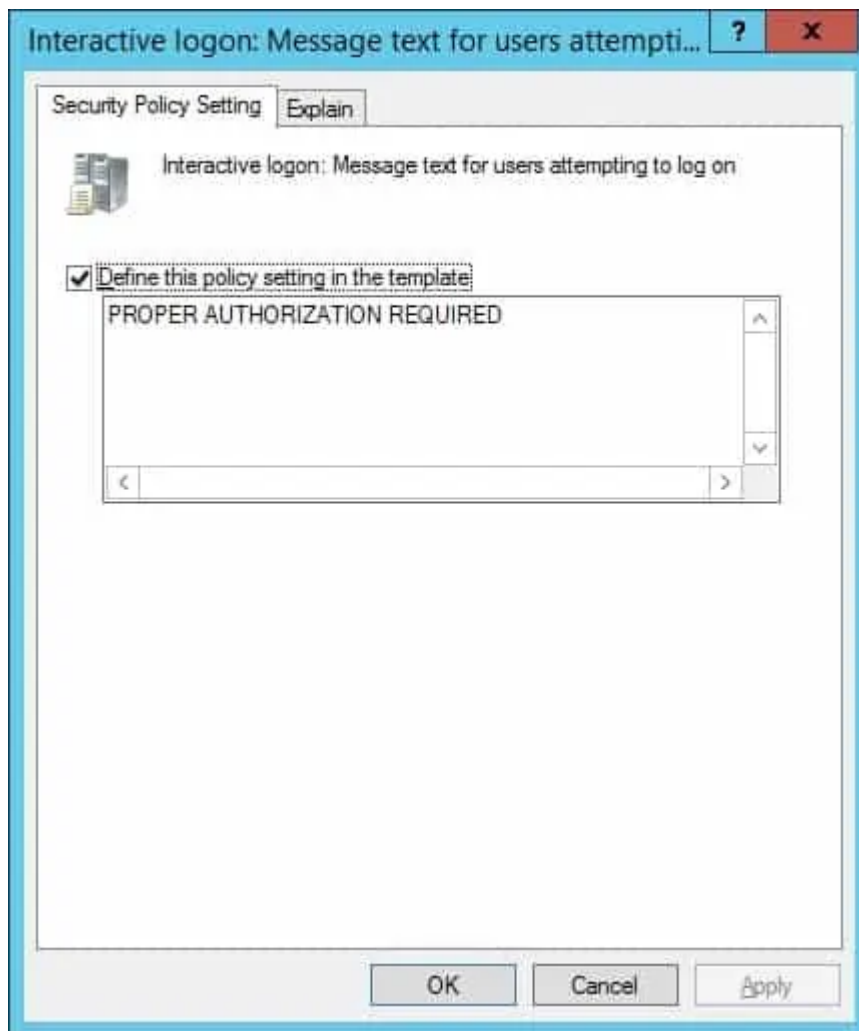 Interactive logon: Message text for users attempti...
?
x
Security Policy Setting
Explain
Interactive logon: Message text for users attempting to log on
Define this policy setting in the template
PROPER AUTHORIZATION REQUIRED
OK
Cancel
Apply